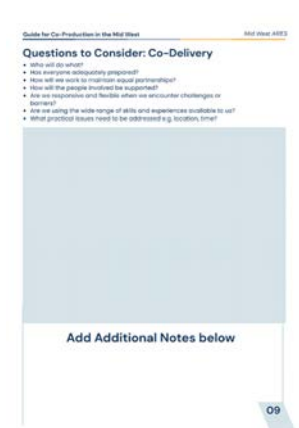 Guide for Co-Production in the Mid West
Mid West ARIES
Questions to Consider: Co-Delivery
• Who will do what?
• Has everyone adequately prepared?
• How will we work to maintain equal partnerships?
• How will the people involved be supported?
• Are we responsive and flexible when we encounter challenges or
barriers?
• Are we using the wide range of skills and experiences available to us?
• What practical issues need to be addressed e.g. location, time?
Add Additional Notes below
09